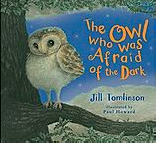 The Owl
who was
Afraid
of the Dark
Jill Tomlinson
Illustrated by
Paul Howard